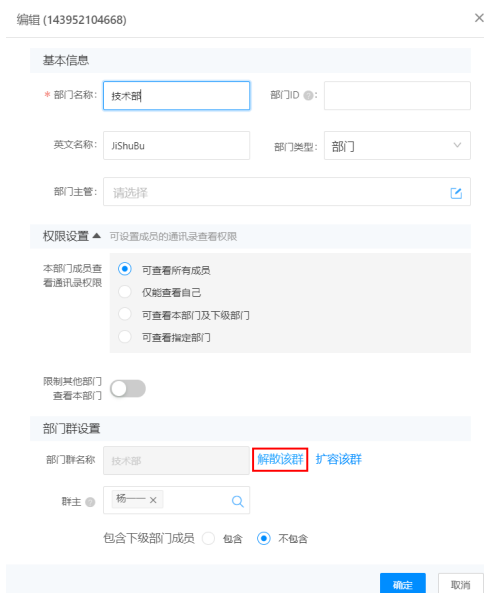 编辑 (143952104668)
基本信息
* 部门名称: 技术部 部门ID : 
英文名称: JiShuBu 部门类型: 部门
部门主管: 请选择
权限设置 可设置成员的通讯录查看权限
本部门成员查
看通讯录权限
可查看所有成员
仅能查看自己
可查看本部门及下级部门
可查看指定部门
限制其他部门
查看本部门
部门群设置
部门群名称 技术部 解散该群 扩容该群
群主 杨一一 ×
包含下级部门成员 包含 不包含
确定 取消